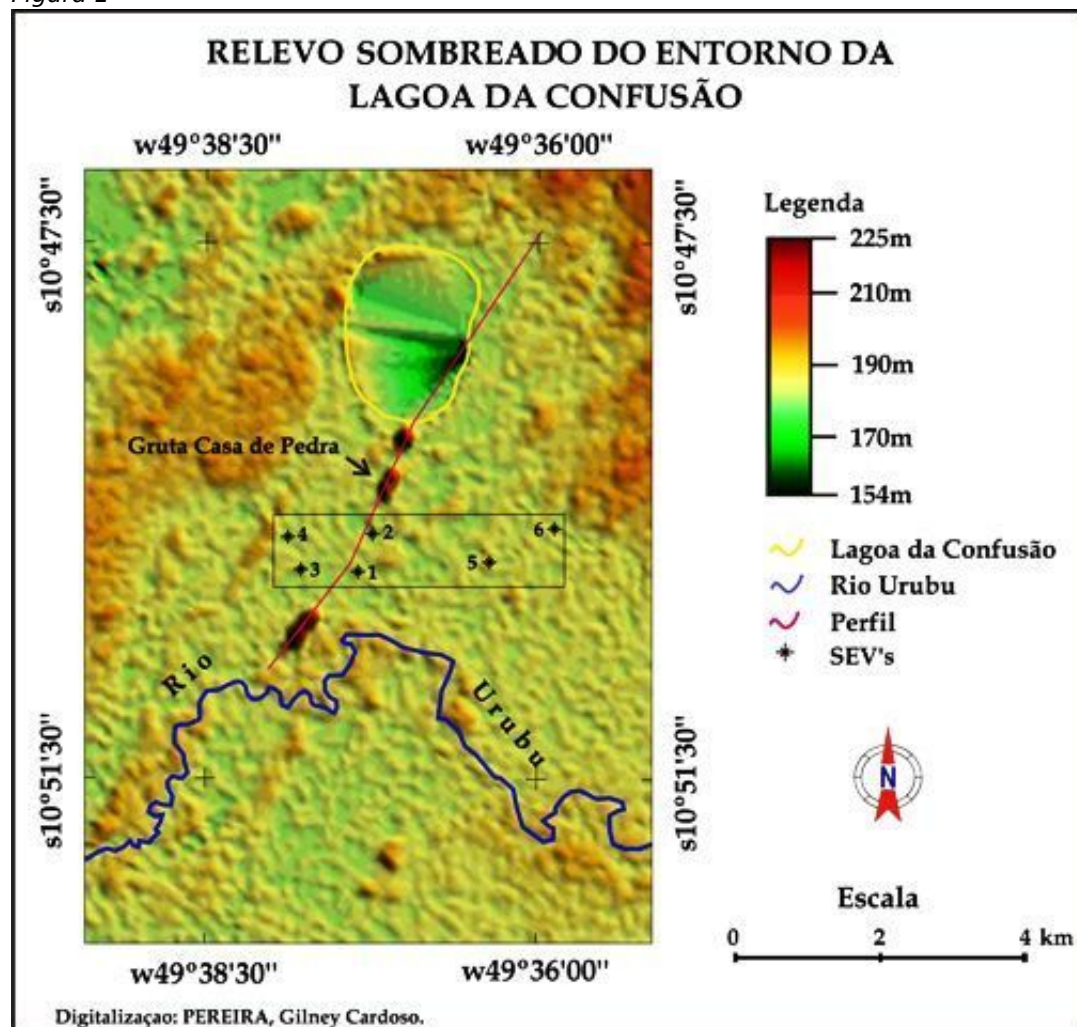 RELEVO SOMBREADO DO ENTORNO DA
LAGOA DA CONFUSÃO
w49°38'30"
w49°36'00"
s10°47'30"
s10°47'30"
Legenda
225m
210m
190m
170m
154m
Gruta Casa de Pedra
4
2
6
3
1
5
Lagoa da Confusão
Rio Urubu
Perfil
SEV's
Rio
Urubu
s10°51'30"
s10°51'30"
N
Escala
0 2 4 km
w49°38'30"
w49°36'00"
Digitalizaçao: PEREIRA, Gilney Cardoso.